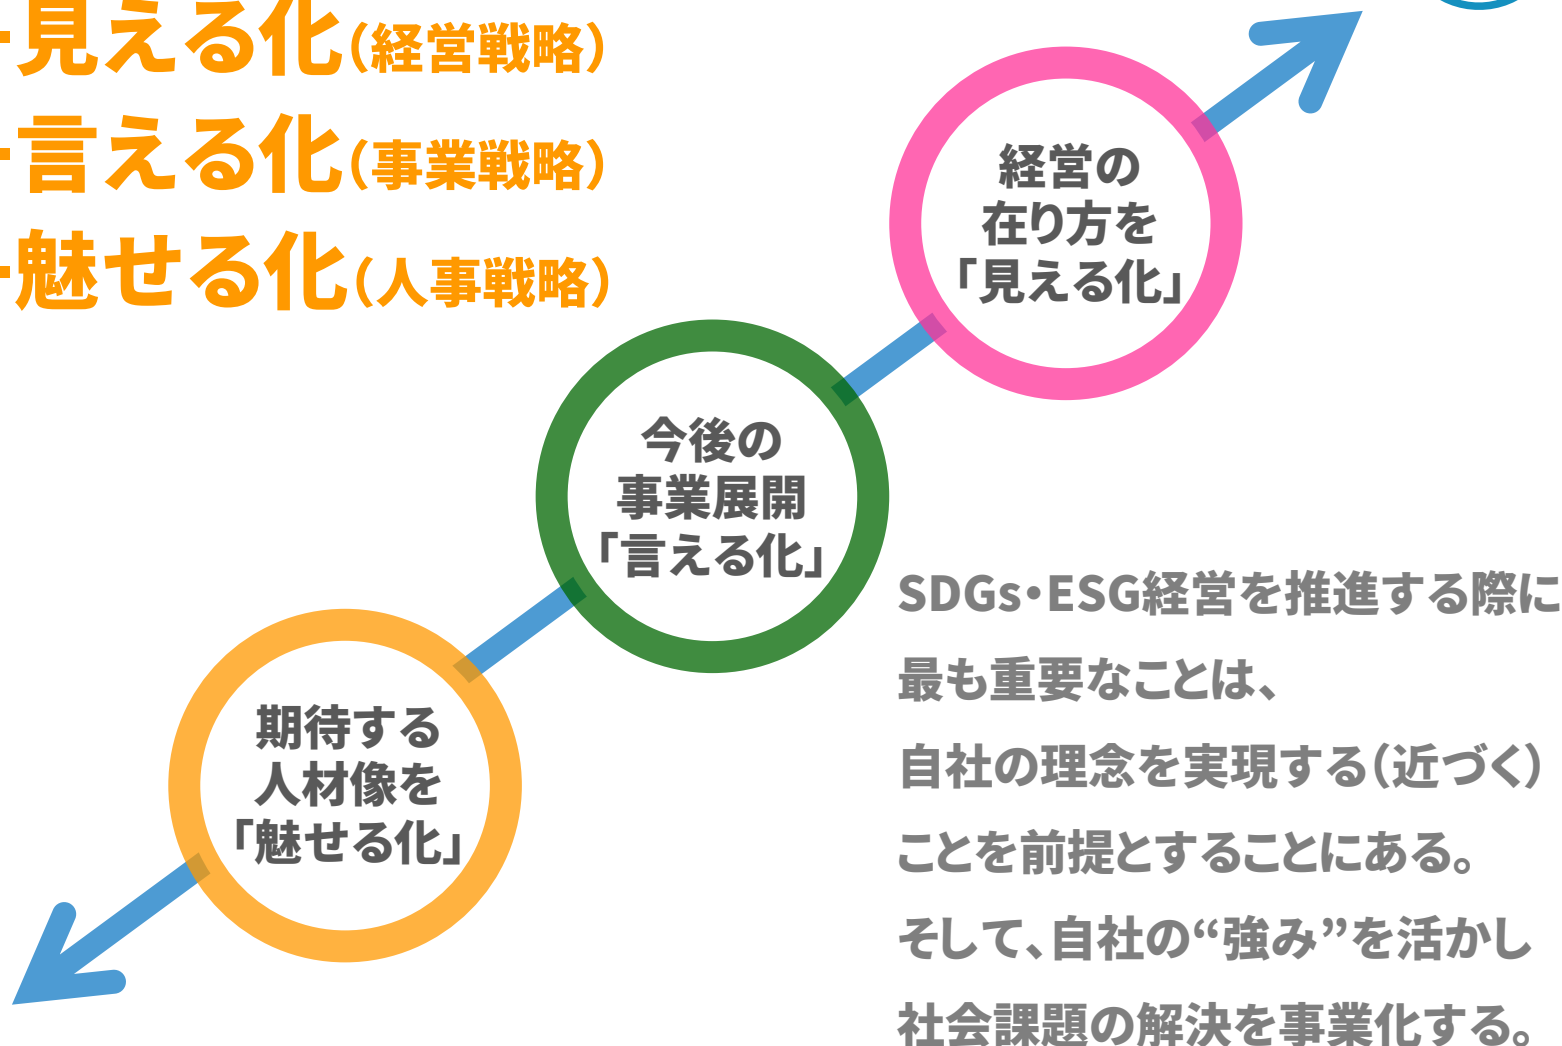 -見える化(経営戦略)
-言える化(事業戦略)
-魅せる化(人事戦略)
経営の
在り方を
「見える化」
今後の
事業展開
「言える化」
期待する
人材像を
「魅せる化」
SDGs・ESG経営を推進する際に
最も重要なことは、
自社の理念を実現する(近づく)
ことを前提とすることにある。
そして、自社の“強み”を活かし
社会課題の解決を事業化する。